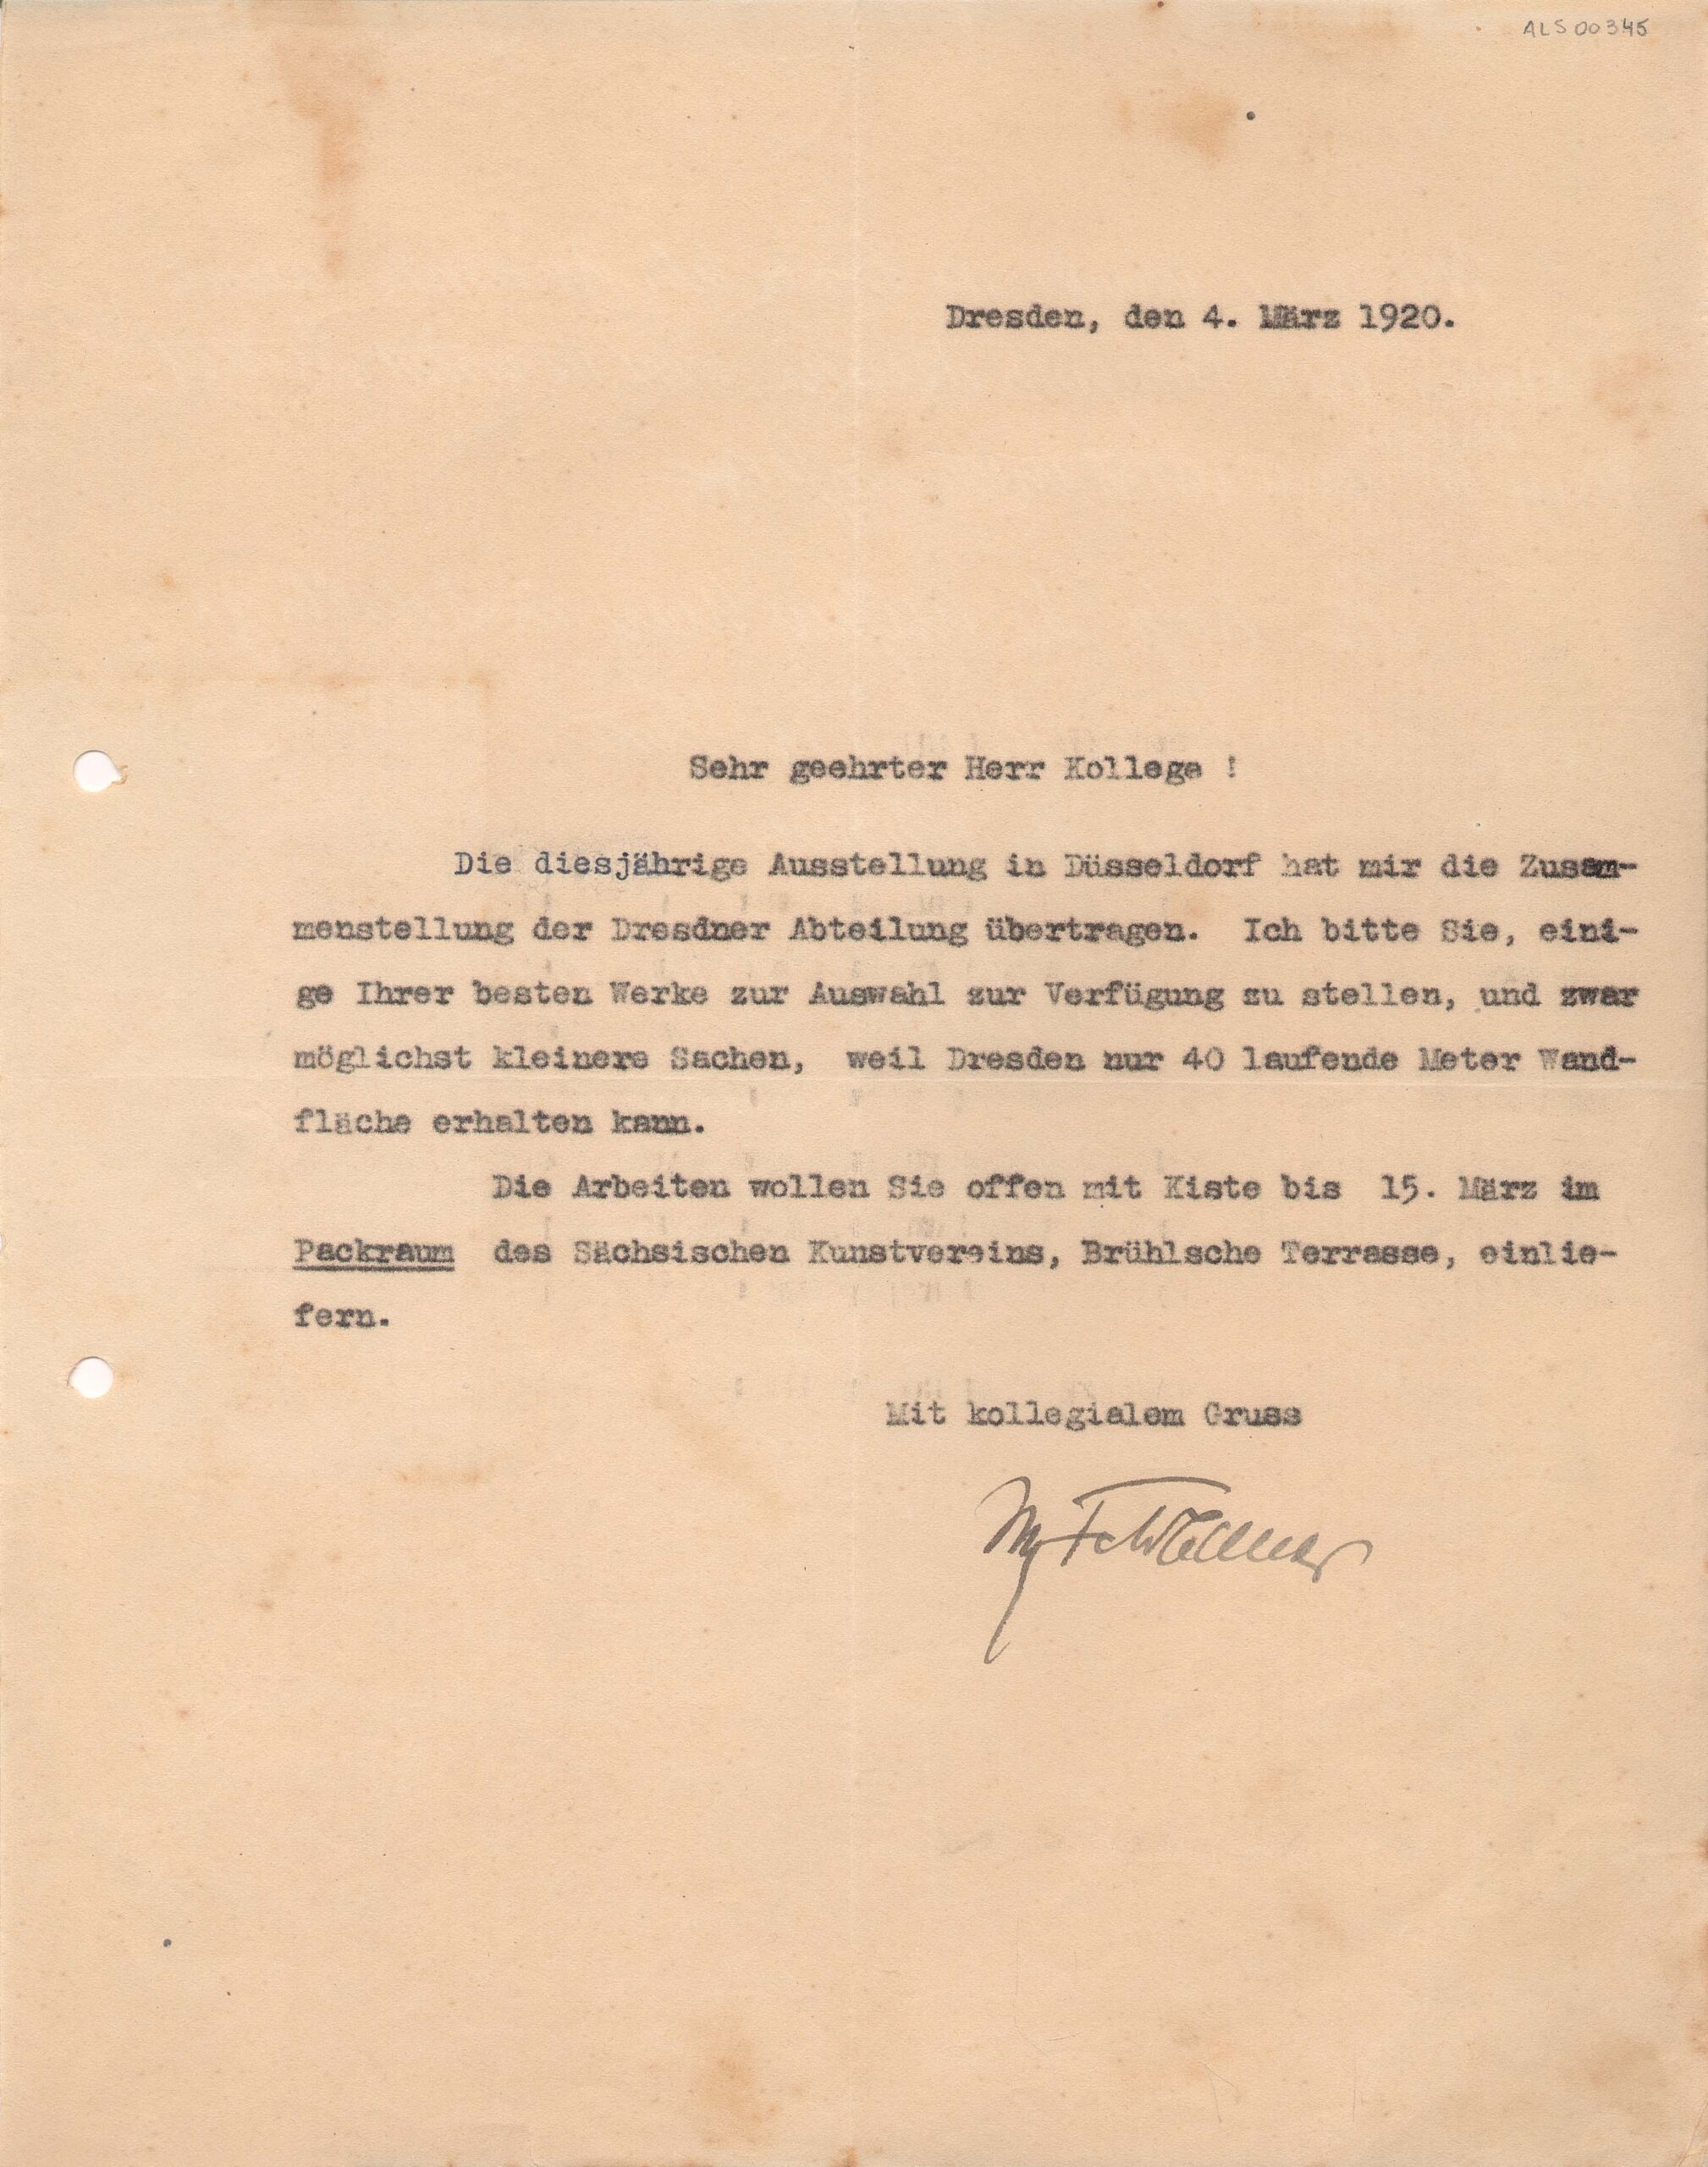 ALS 00345
Dresden, den 4. März 1920.
Sehr geehrter Herr Kollege !
Die diesjährige Ausstellung in Düsseldorf hat mir die Zusam-
menstellung der Dresdner Abteilung übertragen. Ich bitte Sie, eini-
ge Ihrer besten Werke zur Auswahl zur Verfügung zu stellen, und zwar
möglichst kleinere Sachen, weil Dresden nur 40 laufende Meter Wand-
fläche erhalten kann.
Die Arbeiten wollen Sie offen mit Kiste bis 15. März im
Packraum des Sächsischen Kunstvereins, Brühlsche Terrasse, einlie-
fern.
Mit kollegialem Gruss